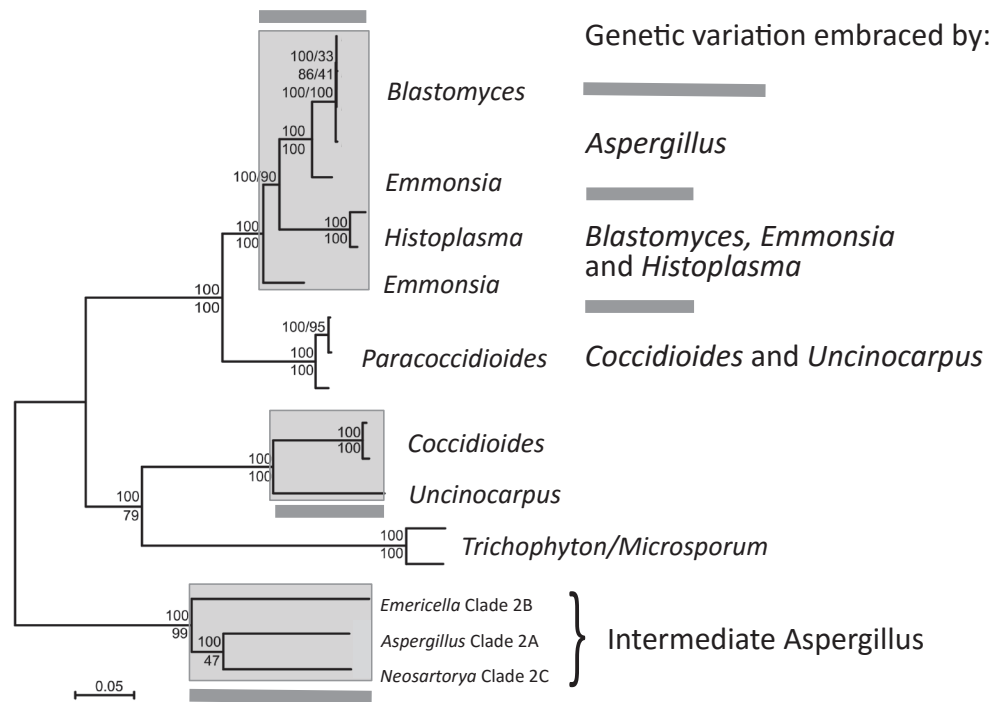 Genetic variation embraced by:
Aspergillus
Blastomyces, Emmonsia
and Histoplasma
Coccidioides and Uncinocarpus
100/33
86/41
100/100
Blastomyces
100
100
Emmonsia
100/90
100
100
Histoplasma
100
100
Emmonsia
100
100
100/95
100
100
Paracoccidioides
100
100
Coccidioides
100
100
Uncinocarpus
100
79
100
100
Trichophyton/Microsporum
Emericella Clade 2B
100
99
100
47
Aspergillus Clade 2A
Neosartorya Clade 2C
} Intermediate Aspergillus
0.05